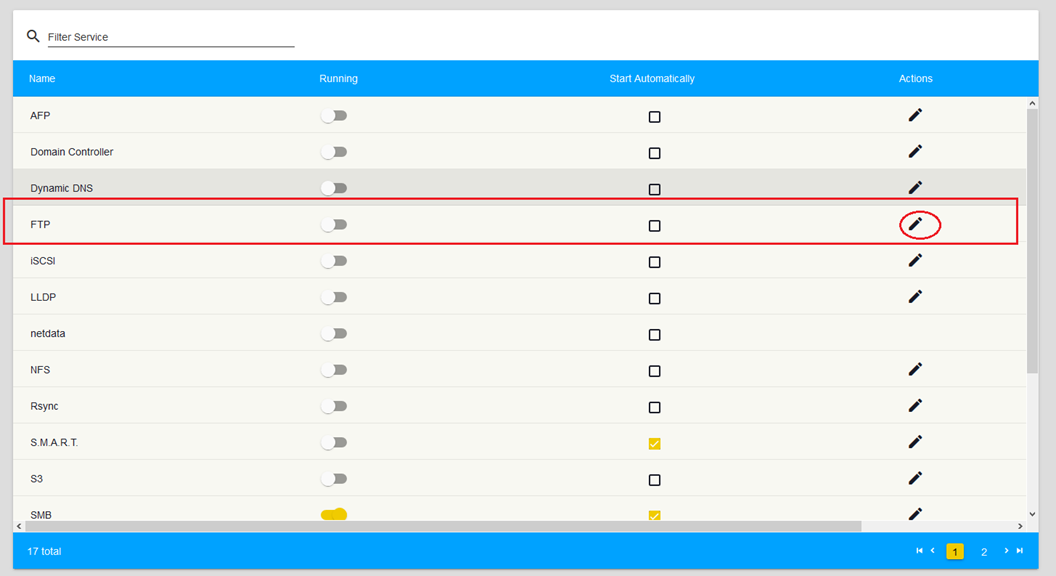 Filter Service
Name Running Start Automatically Actions
AFP
Domain Controller
Dynamic DNS
FTP
iSCSI
LLDP
netdata
NFS
Rsync
S.M.A.R.T.
S3
SMB
17 total 1 2